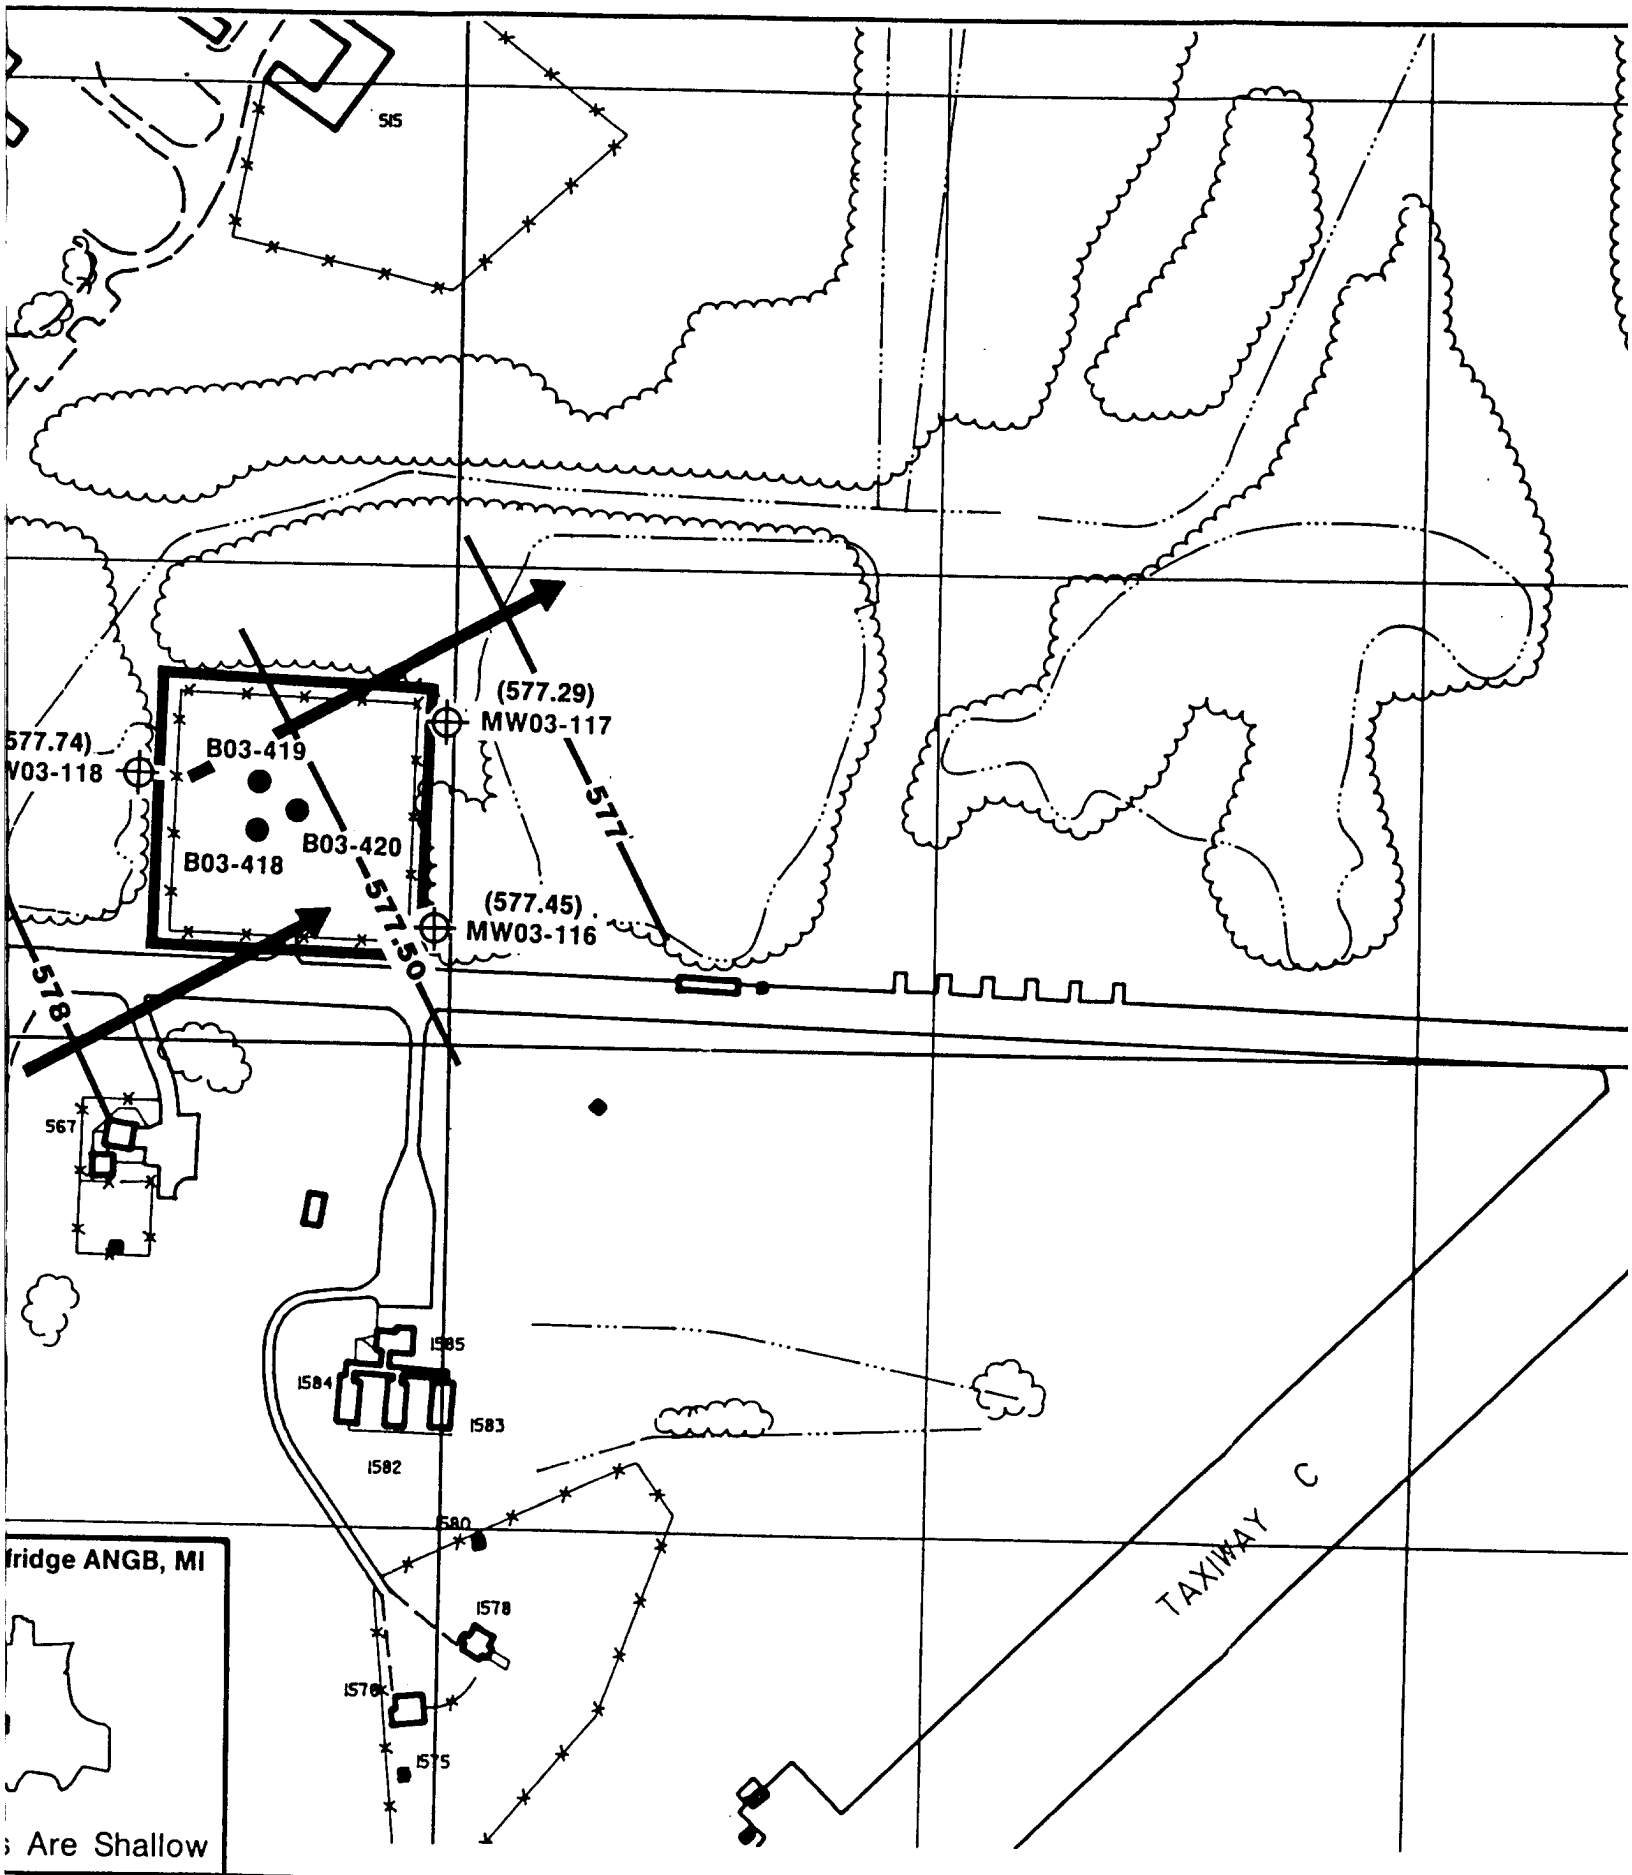 515
(577.29)
MW03-117
577.74)
W03-118
B03-419
B03-420
B03-418
577
577.50
(577.45)
MW03-116
578
567
1585
1584
1583
1582
1580
1578
1576
1575
TAXIWAY C
fridge ANGB, MI
s Are Shallow